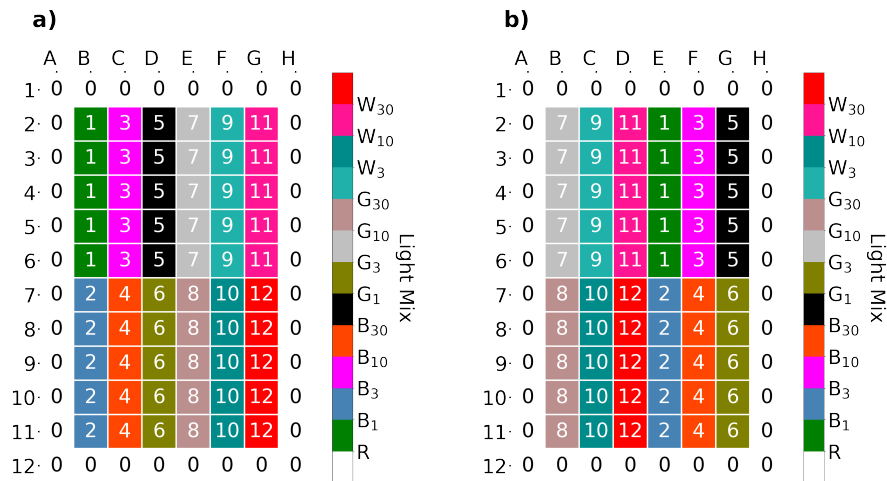 a)
A B C D E F G H
1 0 0 0 0 0 0 0 0
2 0 1 3 5 7 9 11 0
3 0 1 3 5 7 9 11 0
4 0 1 3 5 7 9 11 0
5 0 1 3 5 7 9 11 0
6 0 1 3 5 7 9 11 0
7 0 2 4 6 8 10 12 0
8 0 2 4 6 8 10 12 0
9 0 2 4 6 8 10 12 0
10 0 2 4 6 8 10 12 0
11 0 2 4 6 8 10 12 0
12 0 0 0 0 0 0 0 0
W30
W10
W3
G30
G10
G3
G1
B30
B10
B3
B1
R
Light Mix
b)
A B C D E F G H
1 0 0 0 0 0 0 0 0
2 0 7 9 11 1 3 5 0
3 0 7 9 11 1 3 5 0
4 0 7 9 11 1 3 5 0
5 0 7 9 11 1 3 5 0
6 0 7 9 11 1 3 5 0
7 0 8 10 12 2 4 6 0
8 0 8 10 12 2 4 6 0
9 0 8 10 12 2 4 6 0
10 0 8 10 12 2 4 6 0
11 0 8 10 12 2 4 6 0
12 0 0 0 0 0 0 0 0
W30
W10
W3
G30
G10
G3
G1
B30
B10
B3
B1
R
Light Mix